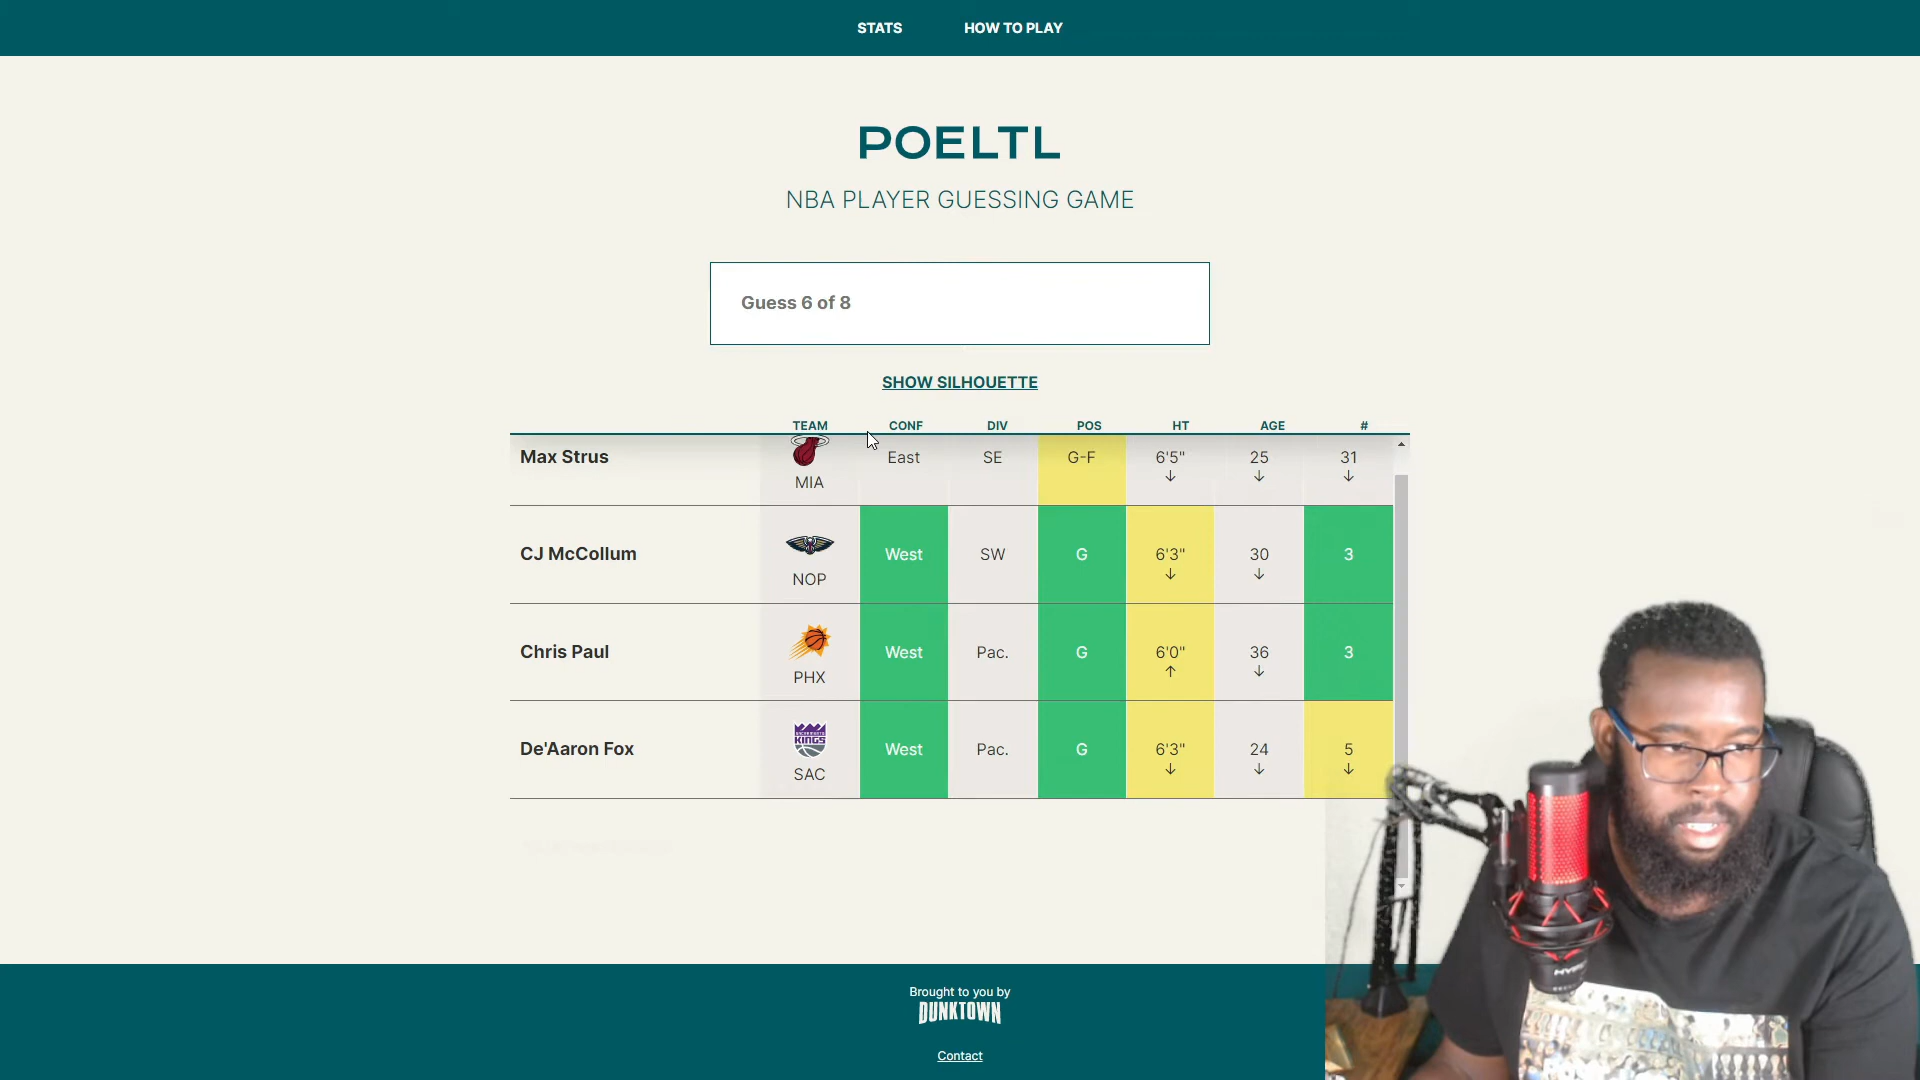 STATS HOW TO PLAY
POELTL
NBA PLAYER GUESSING GAME
Guess 6 of 8
SHOW SILHOUETTE
TEAM CONF DIV POS HT AGE #
Max Strus MIA East SE G-F 6'5" ↓ 25 ↓ 31 ↓
CJ McCollum NOP West SW G 6'3" ↓ 30 ↓ 3
Chris Paul PHX West Pac. G 6'0" ↑ 36 ↓ 3
De'Aaron Fox SACRAMENTO KINGS SAC West Pac. G 6'3" ↓ 24 ↓ 5 ↓
Brought to you by
DUNKTOWN
Contact
HYPERX